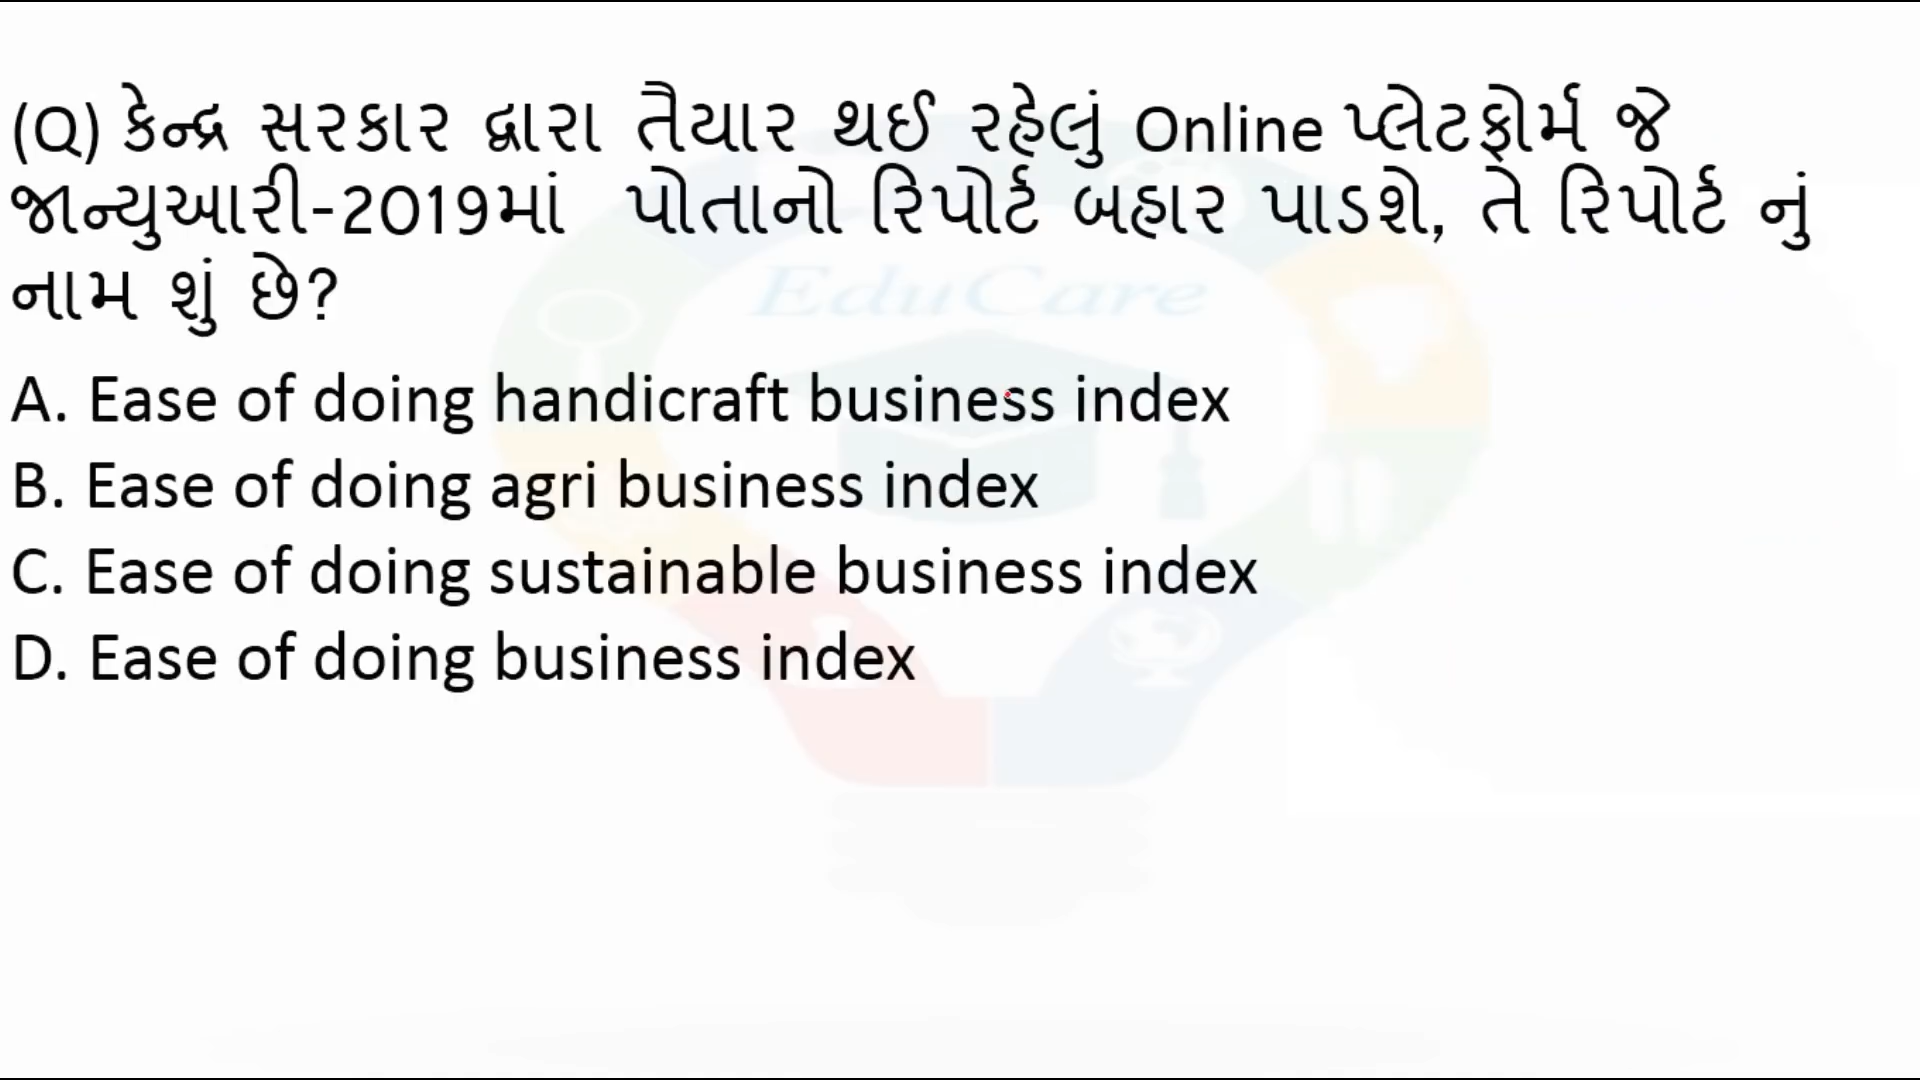 (Q) કેન્દ્ર સરકાર દ્વારા તૈયાર થઈ રહેલું Online પ્લેટફોર્મ જે
જાન્યુઆરી-2019માં પોતાનો રિપોર્ટ બહાર પાડશે, તે રિપોર્ટ નું
નામ શું છે?
EduCare
A. Ease of doing handicraft business index
B. Ease of doing agri business index
C. Ease of doing sustainable business index
D. Ease of doing business index